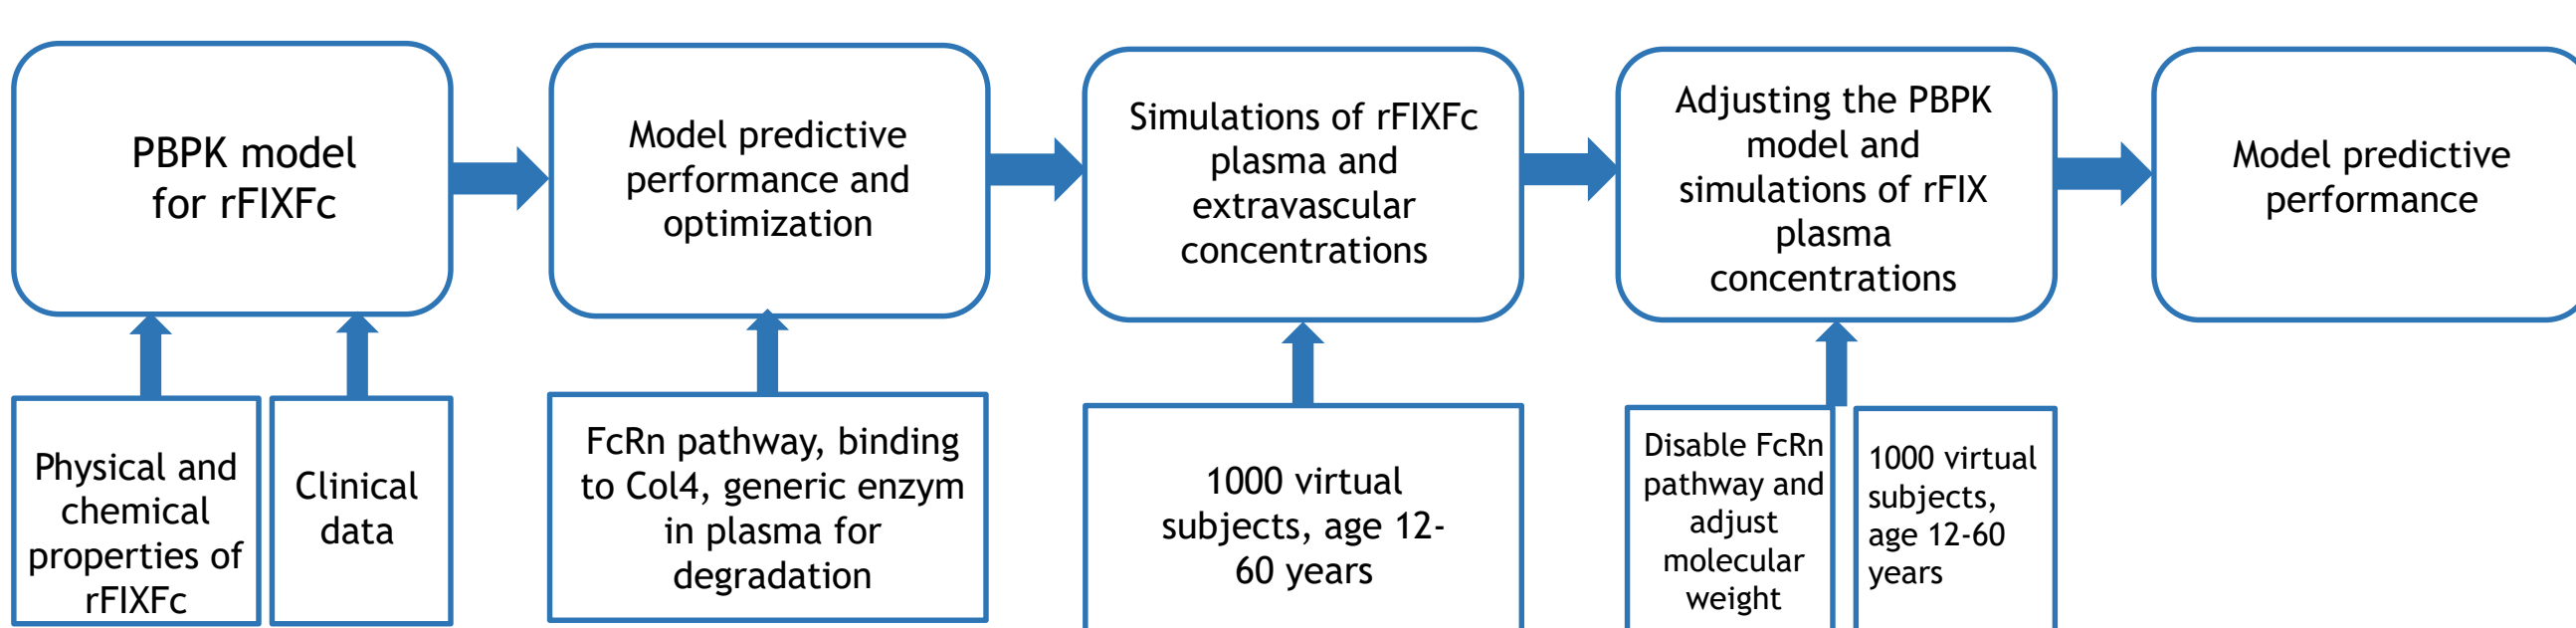 PBPK model
for rFIXFc
Model predictive
performance and
optimization
Simulations of rFIXFc
plasma and
extravascular
concentrations
Adjusting the PBPK
model and
simulations of rFIX
plasma
concentrations
Model predictive
performance
Physical and
chemical
properties of
rFIXFc
Clinical
data
FcRn pathway, binding
to Col4, generic enzym
in plasma for
degradation
1000 virtual
subjects, age 12-
60 years
Disable FcRn
pathway and
adjust
molecular
weight
1000 virtual
subjects,
age 12-60
years